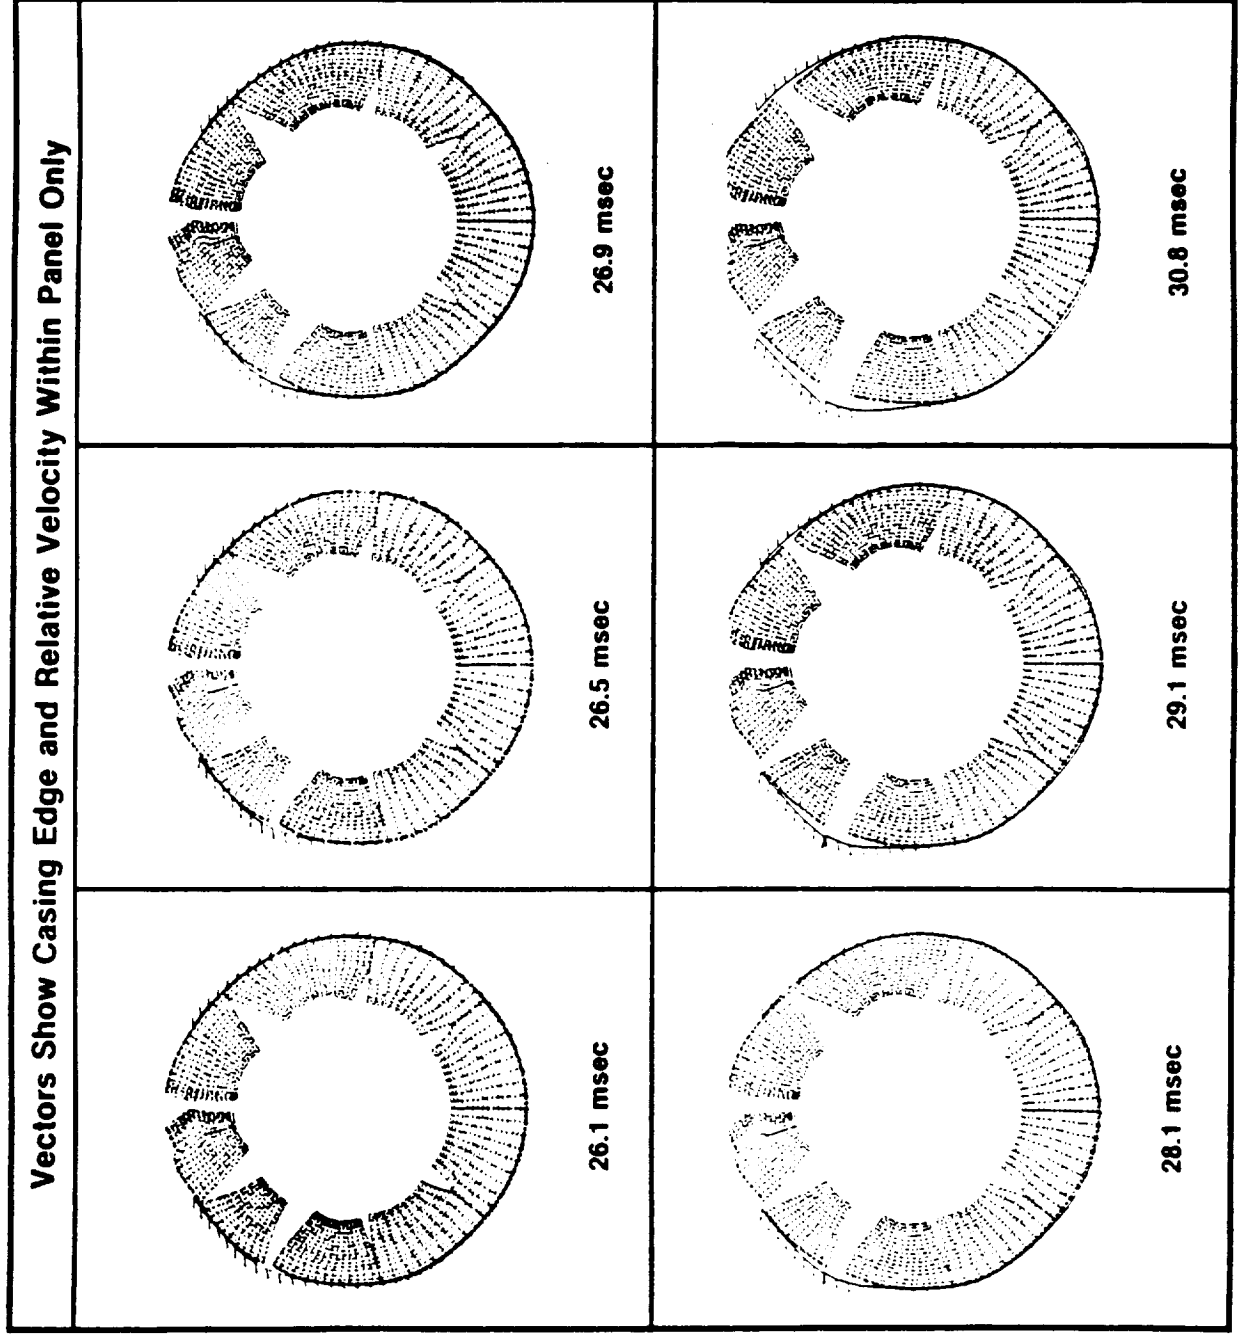 Vectors Show Casing Edge and Relative Velocity Within Panel Only
26.1 msec
26.5 msec
26.9 msec
28.1 msec
29.1 msec
30.8 msec